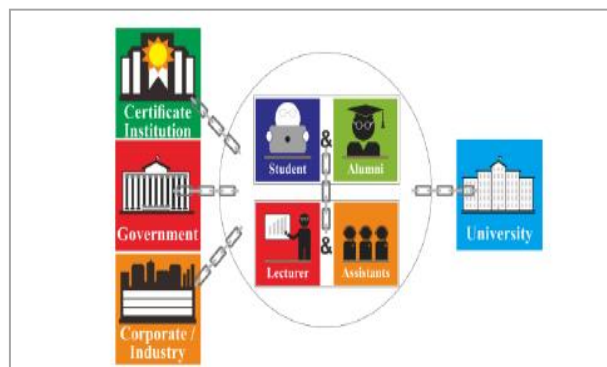 Certificate
Institution
Government
Corporate /
Industry
Student
&
Alumni
Lecturer
&
Assistants
University